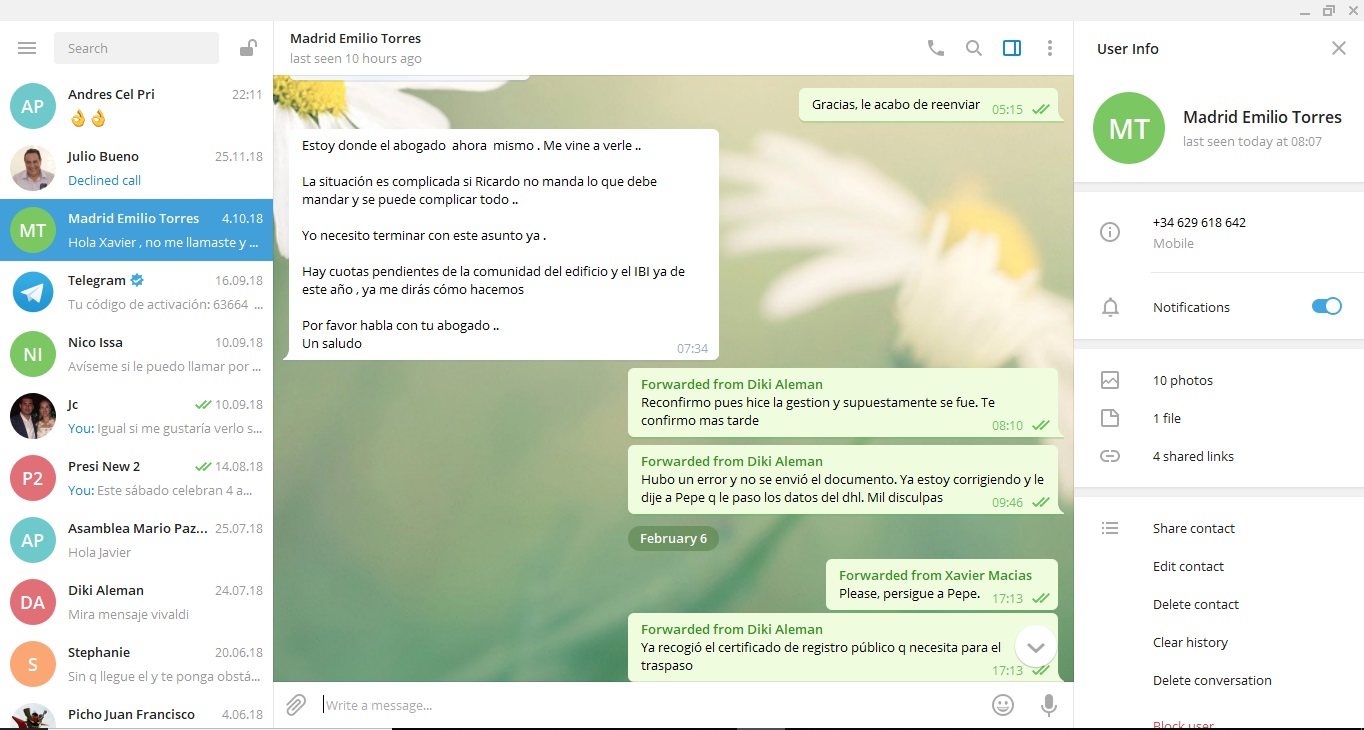 Search
AP
Andres Cel Pri
22:11
👌👌
Julio Bueno
25.11.18
Declined call
MT
Madrid Emilio Torres
4.10.18
Hola Xavier , no me llamaste y ...
Telegram
16.09.18
Tu código de activación: 63664 ...
NI
Nico Issa
10.09.18
Avíseme si le puedo llamar por ...
Jc
10.09.18
You: Igual si me gustaría verlo s...
P2
Presi New 2
14.08.18
You: Este sábado celebran 4 a...
AP
Asamblea Mario Paz...
25.07.18
Hola Javier
DA
Diki Aleman
24.07.18
Mira mensaje vivaldi
S
Stephanie
20.06.18
Sin q llegue el y te ponga obstá...
Picho Juan Francisco
4.06.18
Madrid Emilio Torres
last seen 10 hours ago
Gracias, le acabo de reenviar
05:15
Estoy donde el abogado ahora mismo . Me vine a verle ..
La situación es complicada si Ricardo no manda lo que debe
mandar y se puede complicar todo ..
Yo necesito terminar con este asunto ya .
Hay cuotas pendientes de la comunidad del edificio y el IBI ya de
este año , ya me dirás cómo hacemos
Por favor habla con tu abogado ..
Un saludo
07:34
Forwarded from Diki Aleman
Reconfirmo pues hice la gestion y supuestamente se fue. Te
confirmo mas tarde
08:10
Forwarded from Diki Aleman
Hubo un error y no se envió el documento. Ya estoy corrigiendo y le
dije a Pepe q le paso los datos del dhl. Mil disculpas
09:46
February 6
Forwarded from Xavier Macias
Please, persigue a Pepe.
17:13
Forwarded from Diki Aleman
Ya recogió el certificado de registro público q necesita para el
traspaso
17:13
Write a message...
User Info
MT
Madrid Emilio Torres
last seen today at 08:07
+34 629 618 642
Mobile
Notifications
10 photos
1 file
4 shared links
Share contact
Edit contact
Delete contact
Clear history
Delete conversation
Block user